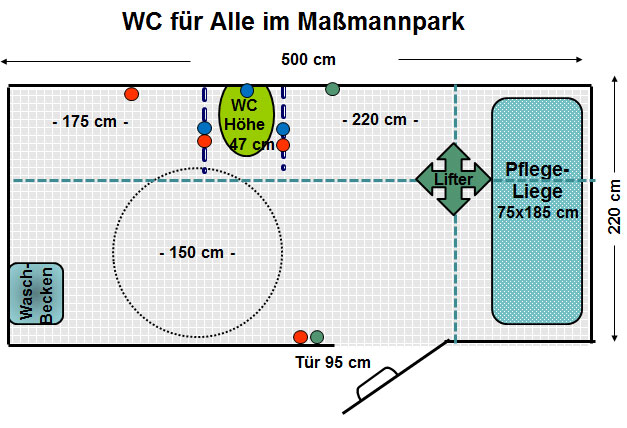 WC für Alle im Maßmannpark
500 cm
- 175 cm -
WC
Höhe
47 cm
- 220 cm -
Lifter
Pflege-
Liege
75x185 cm
220 cm
- 150 cm -
Wasch-
Becken
Tür 95 cm